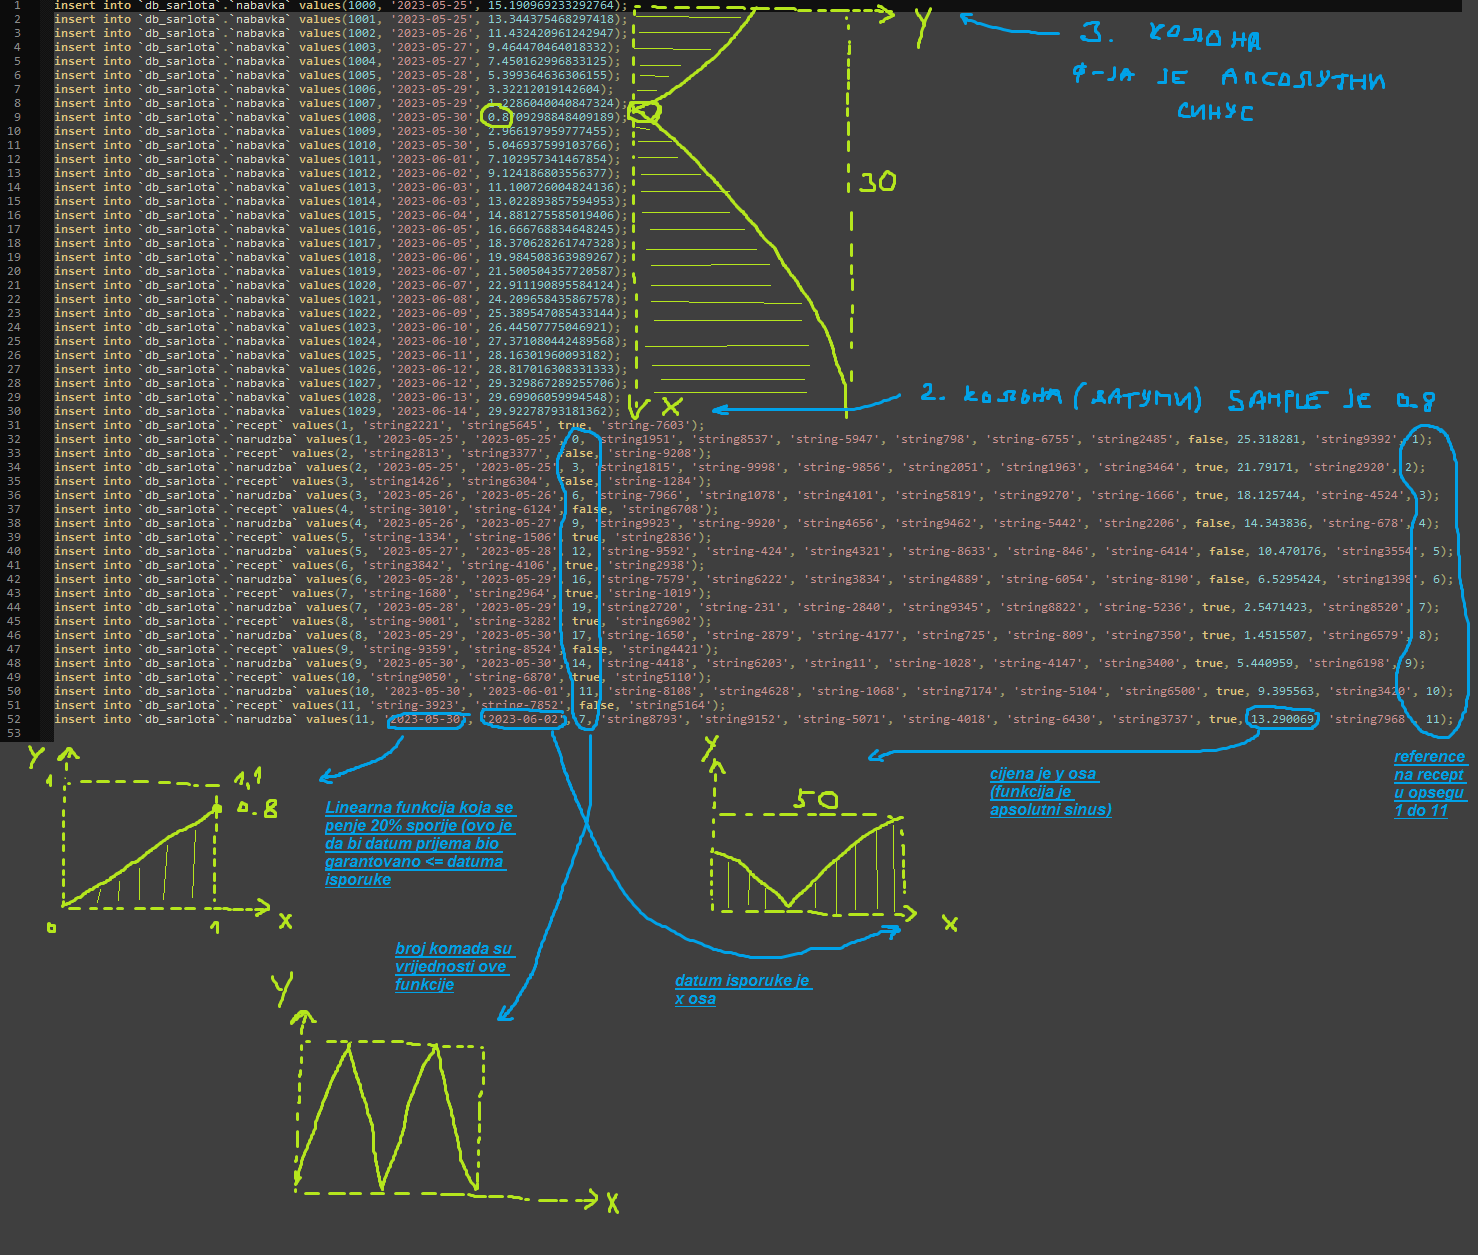 1 insert into `db_sarlota`.`nabavka` values(1000, '2023-05-25', 15.190969233292764);
2 insert into `db_sarlota`.`nabavka` values(1001, '2023-05-25', 13.344375468297418);
3 insert into `db_sarlota`.`nabavka` values(1002, '2023-05-26', 11.432420961242947);
4 insert into `db_sarlota`.`nabavka` values(1003, '2023-05-27', 9.464470464018332);
5 insert into `db_sarlota`.`nabavka` values(1004, '2023-05-27', 7.450162996833125);
6 insert into `db_sarlota`.`nabavka` values(1005, '2023-05-28', 5.399364636306155);
7 insert into `db_sarlota`.`nabavka` values(1006, '2023-05-29', 3.32212019142604);
8 insert into `db_sarlota`.`nabavka` values(1007, '2023-05-29', 1.2286040040847324);
9 insert into `db_sarlota`.`nabavka` values(1008, '2023-05-30', 0.8709298848409189);
10 insert into `db_sarlota`.`nabavka` values(1009, '2023-05-30', 2.966197959777455);
11 insert into `db_sarlota`.`nabavka` values(1010, '2023-05-30', 5.046937599103766);
12 insert into `db_sarlota`.`nabavka` values(1011, '2023-06-01', 7.102957341467854);
13 insert into `db_sarlota`.`nabavka` values(1012, '2023-06-02', 9.124186803556377);
14 insert into `db_sarlota`.`nabavka` values(1013, '2023-06-03', 11.100726004824136);
15 insert into `db_sarlota`.`nabavka` values(1014, '2023-06-03', 13.022893857594953);
16 insert into `db_sarlota`.`nabavka` values(1015, '2023-06-04', 14.881275585019406);
17 insert into `db_sarlota`.`nabavka` values(1016, '2023-06-05', 16.666768834648245);
18 insert into `db_sarlota`.`nabavka` values(1017, '2023-06-05', 18.370628261747328);
19 insert into `db_sarlota`.`nabavka` values(1018, '2023-06-06', 19.984508363989267);
20 insert into `db_sarlota`.`nabavka` values(1019, '2023-06-07', 21.500504357720587);
21 insert into `db_sarlota`.`nabavka` values(1020, '2023-06-07', 22.911190895584124);
22 insert into `db_sarlota`.`nabavka` values(1021, '2023-06-08', 24.209658435867578);
23 insert into `db_sarlota`.`nabavka` values(1022, '2023-06-09', 25.389547085433144);
24 insert into `db_sarlota`.`nabavka` values(1023, '2023-06-10', 26.44507775046921);
25 insert into `db_sarlota`.`nabavka` values(1024, '2023-06-10', 27.371080442489568);
26 insert into `db_sarlota`.`nabavka` values(1025, '2023-06-11', 28.16301960093182);
27 insert into `db_sarlota`.`nabavka` values(1026, '2023-06-12', 28.817016308331333);
28 insert into `db_sarlota`.`nabavka` values(1027, '2023-06-12', 29.329867289255706);
29 insert into `db_sarlota`.`nabavka` values(1028, '2023-06-13', 29.69906059994548);
30 insert into `db_sarlota`.`nabavka` values(1029, '2023-06-14', 29.92278793181362);
Y
3. КОЛОНА
Ф-ЈА ЈЕ АПСОЛУТНИ
СИНУС
30
X
2. КОЛОНА (ДАТУМИ) SAMPLE ЈЕ 0.8
31 insert into `db_sarlota`.`recept` values(1, 'string2221', 'string5645', true, 'string-7603');
32 insert into `db_sarlota`.`narudzba` values(1, '2023-05-25', '2023-05-25', 0, 'string1951', 'string8537', 'string-5947', 'string798', 'string-6755', 'string2485', false, 25.318281, 'string9392', 1);
33 insert into `db_sarlota`.`recept` values(2, 'string2813', 'string3377', false, 'string-9208');
34 insert into `db_sarlota`.`narudzba` values(2, '2023-05-25', '2023-05-25', 3, 'string1815', 'string-9998', 'string-9856', 'string2051', 'string1963', 'string3464', true, 21.79171, 'string2920', 2);
35 insert into `db_sarlota`.`recept` values(3, 'string1426', 'string6304', false, 'string-1284');
36 insert into `db_sarlota`.`narudzba` values(3, '2023-05-26', '2023-05-26', 6, 'string-7966', 'string1078', 'string4101', 'string5819', 'string9270', 'string-1666', true, 18.125744, 'string-4524', 3);
37 insert into `db_sarlota`.`recept` values(4, 'string-3010', 'string-6124', false, 'string6708');
38 insert into `db_sarlota`.`narudzba` values(4, '2023-05-26', '2023-05-27', 9, 'string9923', 'string-9920', 'string4656', 'string9462', 'string-5442', 'string2206', false, 14.343836, 'string-678', 4);
39 insert into `db_sarlota`.`recept` values(5, 'string-1334', 'string-1506', true, 'string2836');
40 insert into `db_sarlota`.`narudzba` values(5, '2023-05-27', '2023-05-28', 12, 'string-9592', 'string-424', 'string4321', 'string-8633', 'string-846', 'string-6414', false, 10.470176, 'string3554', 5);
41 insert into `db_sarlota`.`recept` values(6, 'string3842', 'string-4106', true, 'string2938');
42 insert into `db_sarlota`.`narudzba` values(6, '2023-05-28', '2023-05-29', 16, 'string-7579', 'string6222', 'string3834', 'string4889', 'string-6054', 'string-8190', false, 6.5295424, 'string1398', 6);
43 insert into `db_sarlota`.`recept` values(7, 'string-1680', 'string2964', true, 'string-1019');
44 insert into `db_sarlota`.`narudzba` values(7, '2023-05-28', '2023-05-29', 19, 'string2720', 'string-231', 'string-2840', 'string9345', 'string8822', 'string-5236', true, 2.5471423, 'string8520', 7);
45 insert into `db_sarlota`.`recept` values(8, 'string-9001', 'string-3282', true, 'string6902');
46 insert into `db_sarlota`.`narudzba` values(8, '2023-05-29', '2023-05-30', 17, 'string-1650', 'string-2879', 'string-4177', 'string725', 'string-809', 'string7350', true, 1.4515507, 'string6579', 8);
47 insert into `db_sarlota`.`recept` values(9, 'string-9359', 'string-8524', false, 'string4421');
48 insert into `db_sarlota`.`narudzba` values(9, '2023-05-30', '2023-05-30', 14, 'string-4418', 'string6203', 'string11', 'string-1028', 'string-4147', 'string3400', true, 5.440959, 'string6198', 9);
49 insert into `db_sarlota`.`recept` values(10, 'string9050', 'string-6870', true, 'string5110');
50 insert into `db_sarlota`.`narudzba` values(10, '2023-05-30', '2023-06-01', 11, 'string-8108', 'string4628', 'string-1068', 'string7174', 'string-5104', 'string6500', true, 9.395563, 'string3420', 10);
51 insert into `db_sarlota`.`recept` values(11, 'string-3923', 'string-7852', false, 'string5164');
52 insert into `db_sarlota`.`narudzba` values(11, '2023-05-30', '2023-06-02', 7, 'string8793', 'string9152', 'string-5071', 'string-4018', 'string-6430', 'string3737', true, 13.290069, 'string7968', 11);
53
Y
1
1,1
0.8
0
1
X
Linearna funkcija koja se
penje 20% sporije (ovo je
da bi datum prijema bio
garantovano <= datuma
isporuke
Y
50
X
cijena je y osa
(funkcija je
apsolutni sinus)
reference
na recept
u opsegu
1 do 11
broj komada su
vrijednosti ove
funkcije
datum isporuke je
x osa
Y
X